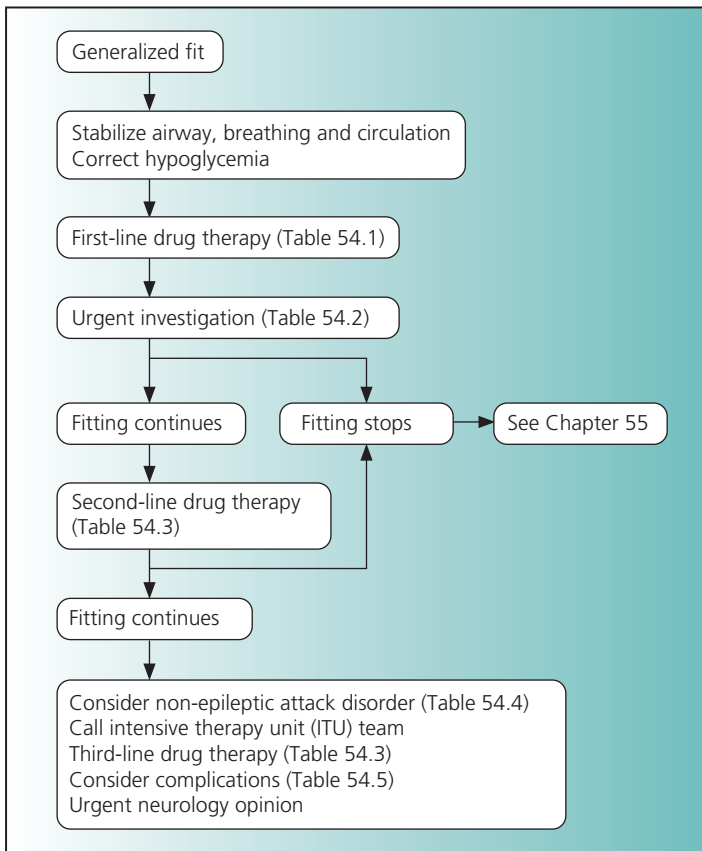 Generalized fit
Stabilize airway, breathing and circulation
Correct hypoglycemia
First-line drug therapy (Table 54.1)
Urgent investigation (Table 54.2)
Fitting continues
Fitting stops
See Chapter 55
Second-line drug therapy
(Table 54.3)
Fitting continues
Consider non-epileptic attack disorder (Table 54.4)
Call intensive therapy unit (ITU) team
Third-line drug therapy (Table 54.3)
Consider complications (Table 54.5)
Urgent neurology opinion